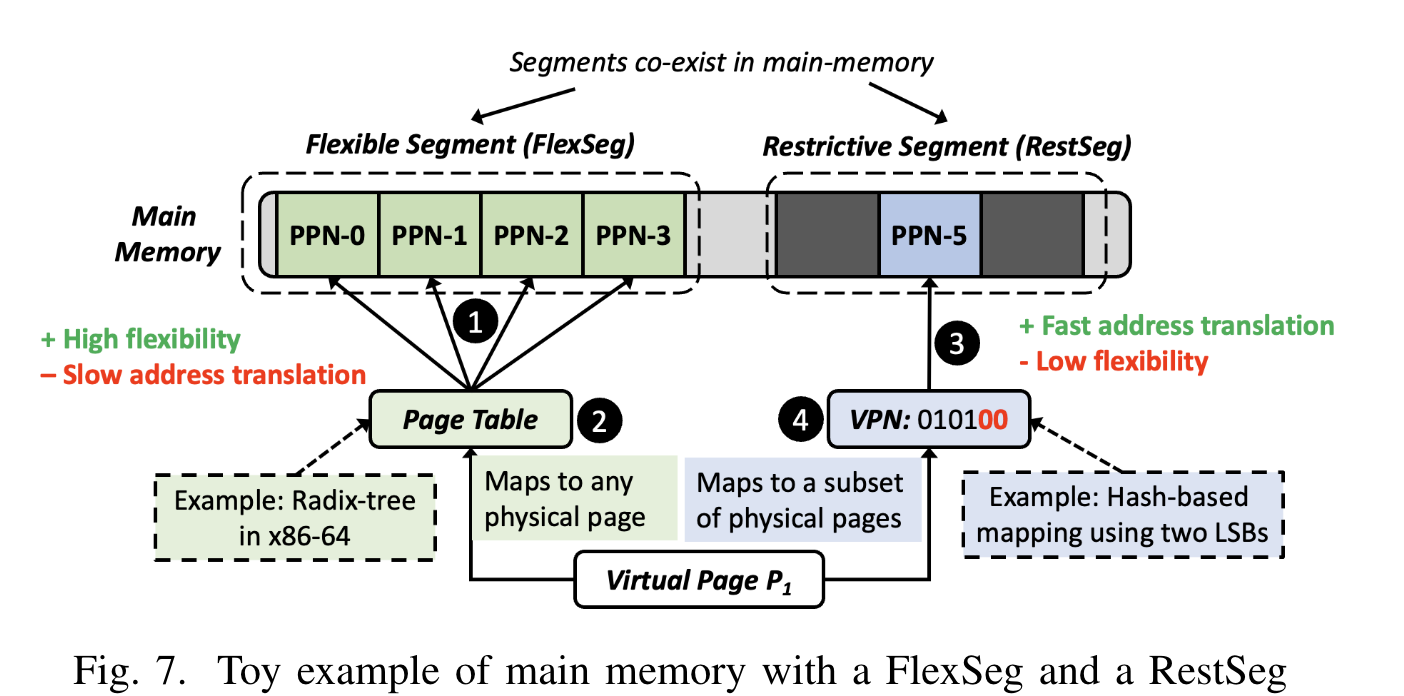 Segments co-exist in main-memory
Flexible Segment (FlexSeg)
Restrictive Segment (RestSeg)
Main
Memory
PPN-0
PPN-1
PPN-2
PPN-3
PPN-5
1
+ High flexibility
– Slow address translation
3
+ Fast address translation
- Low flexibility
Page Table
2
4
VPN: 010100
Example: Radix-tree
in x86-64
Maps to any
physical page
Maps to a subset
of physical pages
Example: Hash-based
mapping using two LSBs
Virtual Page P1
Fig. 7. Toy example of main memory with a FlexSeg and a RestSeg